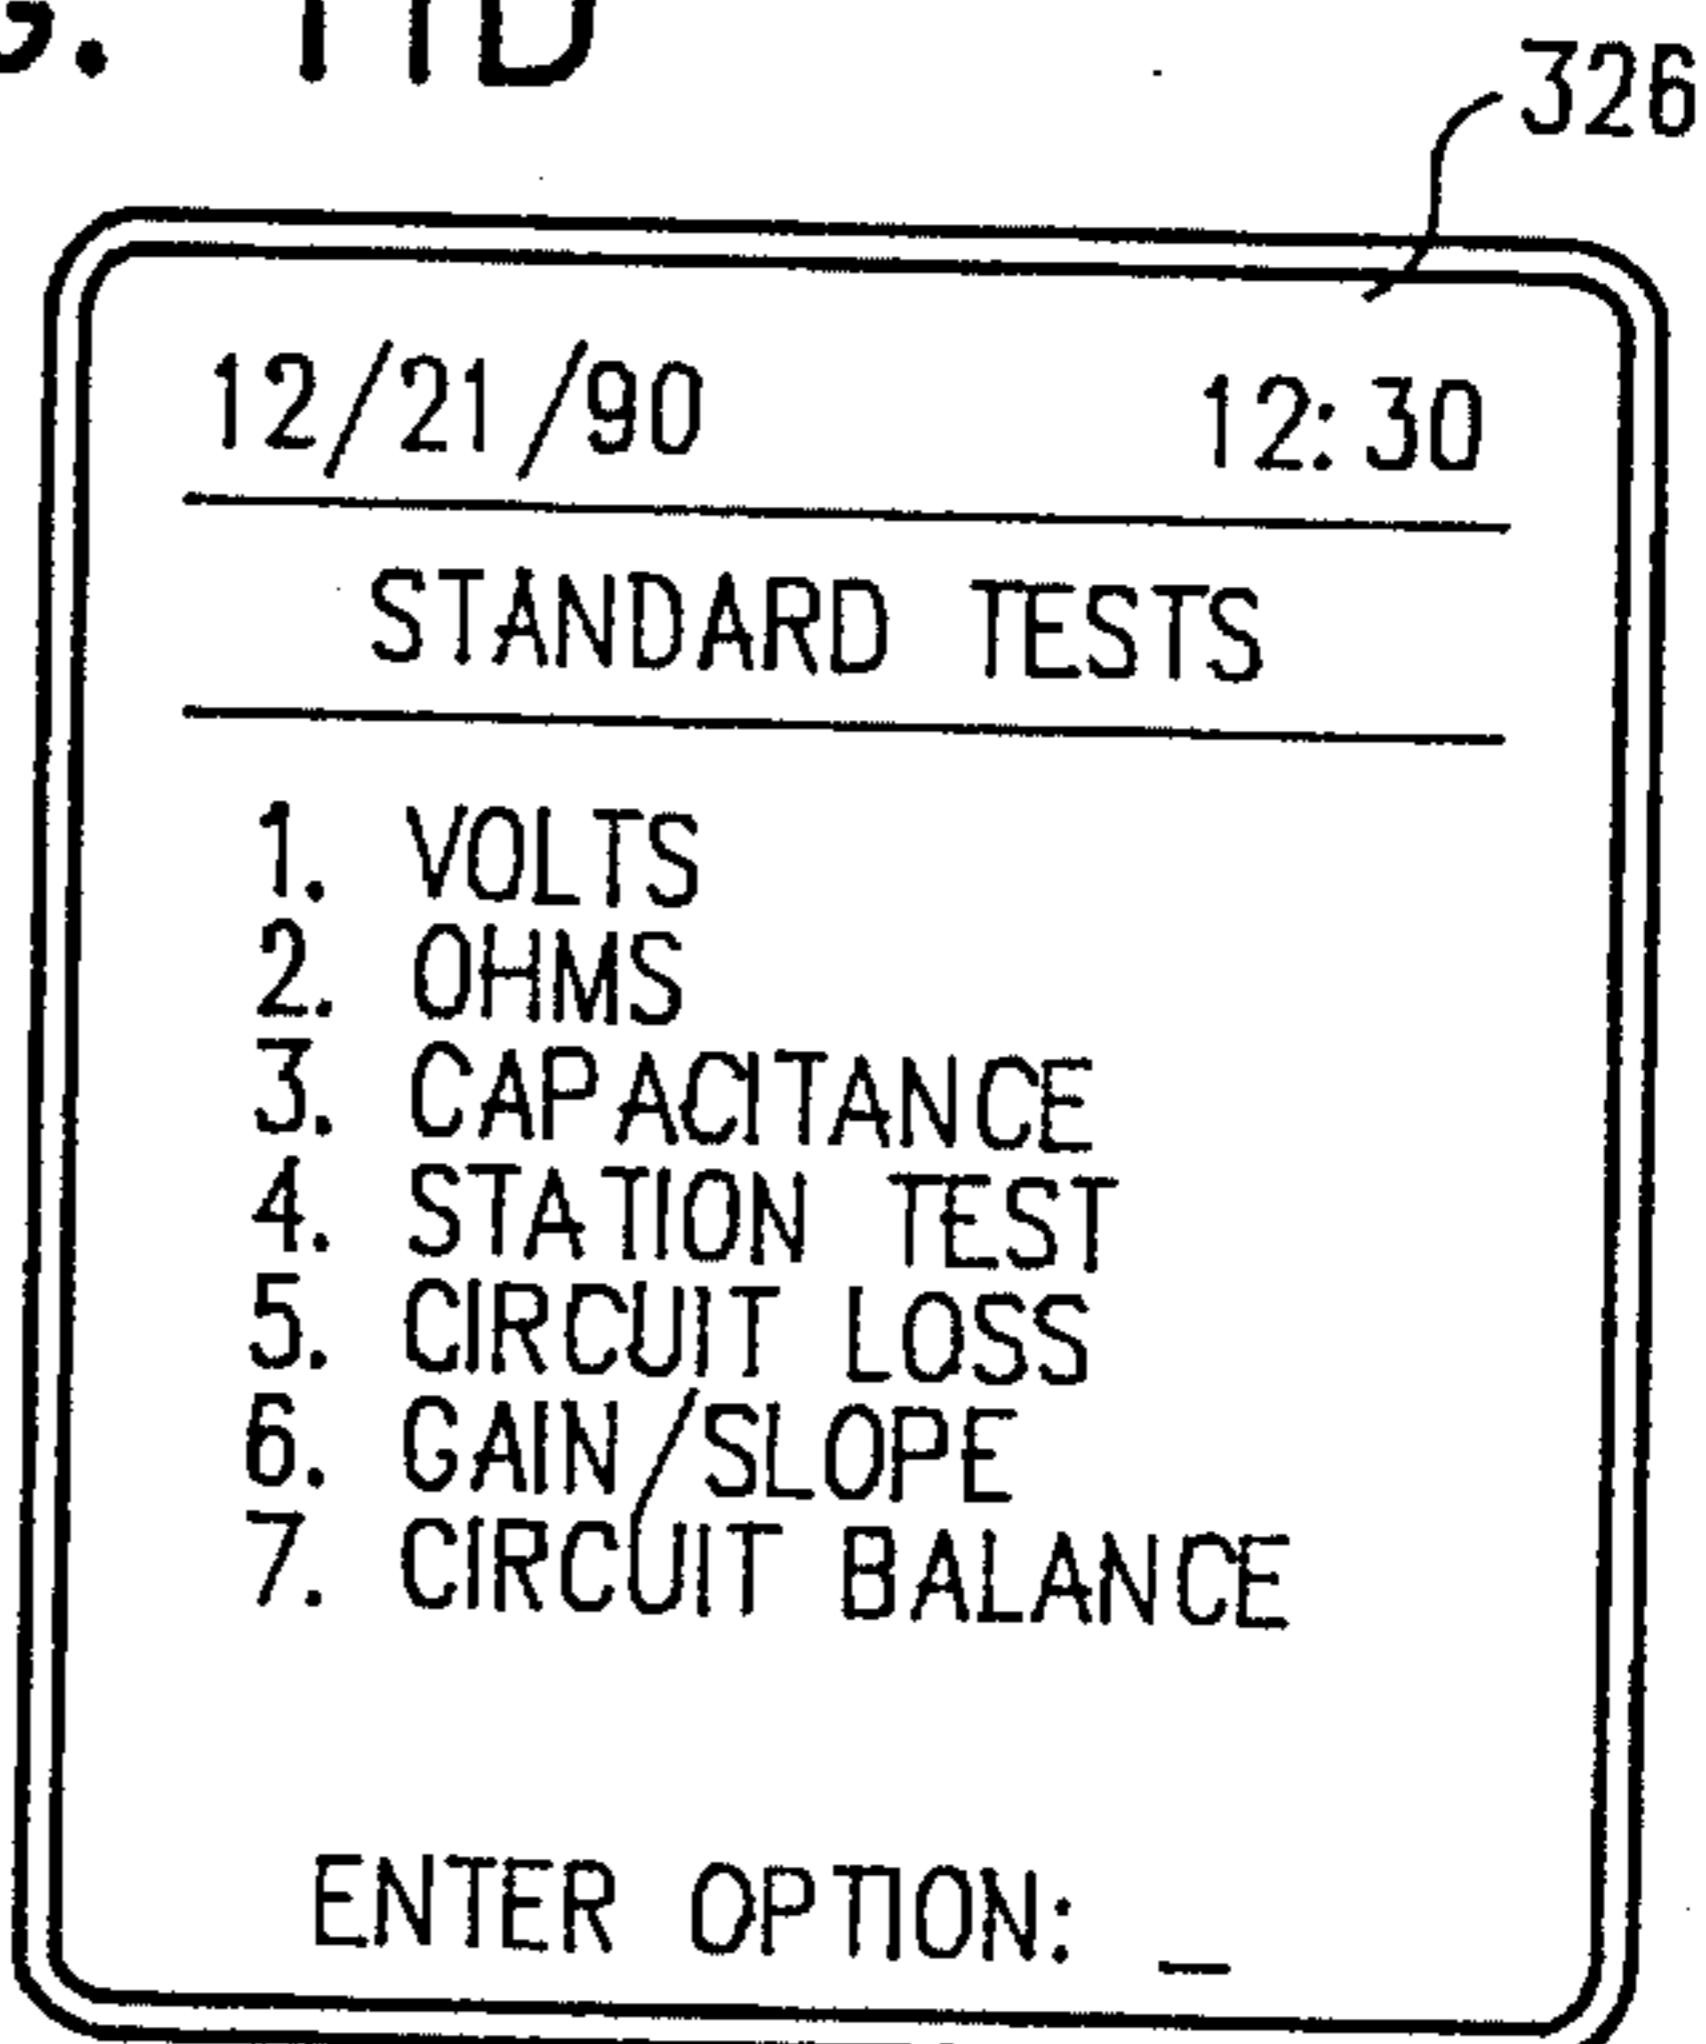 11D
326
12/21/90 12:30
STANDARD TESTS
1. VOLTS
2. OHMS
3. CAPACITANCE
4. STATION TEST
5. CIRCUIT LOSS
6. GAIN/SLOPE
7. CIRCUIT BALANCE
ENTER OPTION: _